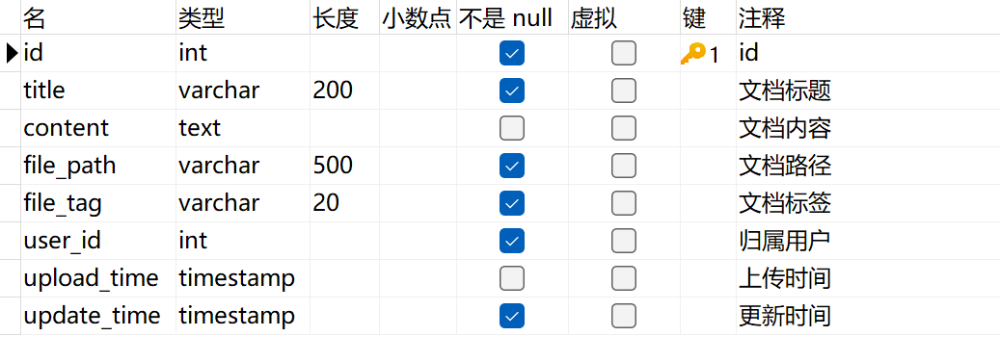 名 类型 长度 小数点 不是 null 虚拟 键 注释
id int 1 id
title varchar 200 文档标题
content text 文档内容
file_path varchar 500 文档路径
file_tag varchar 20 文档标签
user_id int 归属用户
upload_time timestamp 上传时间
update_time timestamp 更新时间